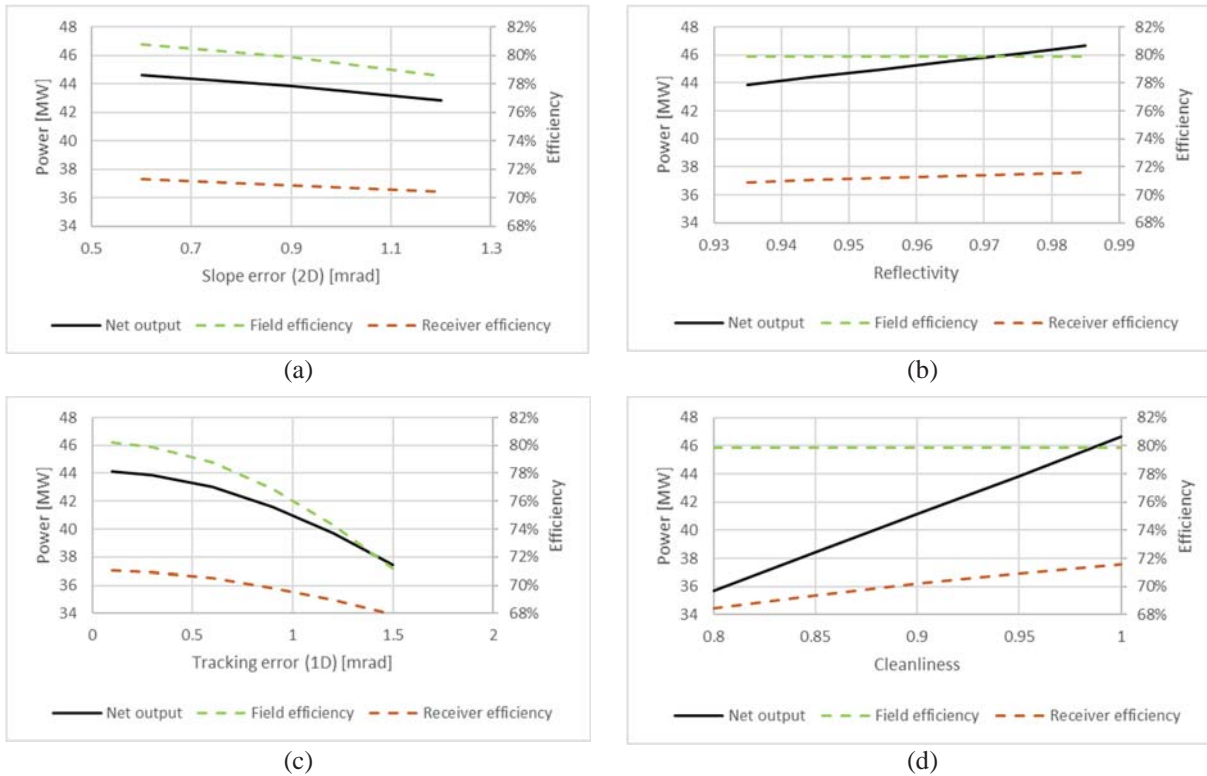 48
46
44
42
40
38
36
34
Power [MW]
82%
80%
78%
76%
74%
72%
70%
68%
Efficiency
0.5 0.7 0.9 1.1 1.3
Slope error (2D) [mrad]
Net output Field efficiency Receiver efficiency
(a)
48
46
44
42
40
38
36
34
Power [MW]
82%
80%
78%
76%
74%
72%
70%
68%
Efficiency
0.93 0.94 0.95 0.96 0.97 0.98 0.99
Reflectivity
Net output Field efficiency Receiver efficiency
(b)
48
46
44
42
40
38
36
34
Power [MW]
82%
80%
78%
76%
74%
72%
70%
68%
Efficiency
0 0.5 1 1.5 2
Tracking error (1D) [mrad]
Net output Field efficiency Receiver efficiency
(c)
48
46
44
42
40
38
36
34
Power [MW]
82%
80%
78%
76%
74%
72%
70%
68%
Efficiency
0.8 0.85 0.9 0.95 1
Cleanliness
Net output Field efficiency Receiver efficiency
(d)